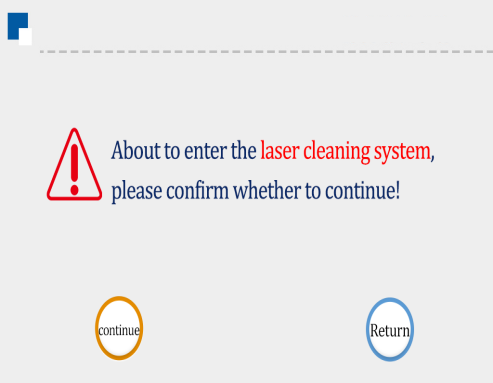 About to enter the laser cleaning system,
please confirm whether to continue!
continue
Return